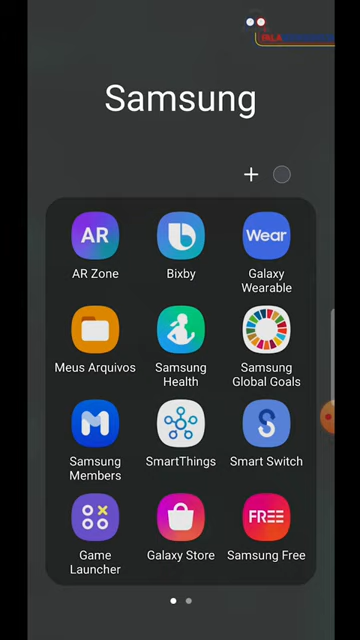 Samsung
AR
Wear
AR Zone
Bixby
Galaxy
Wearable
Meus Arquivos
Samsung
Health
Samsung
Global Goals
Samsung
Members
SmartThings
Smart Switch
FREE
Game
Launcher
Galaxy Store
Samsung Free